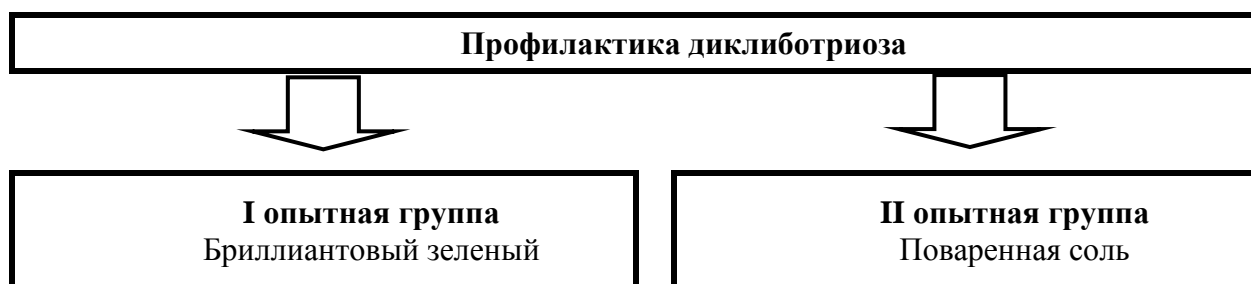 Профилактика диклиботриоза
I опытная группа
Бриллиантовый зеленый
II опытная группа
Поваренная соль